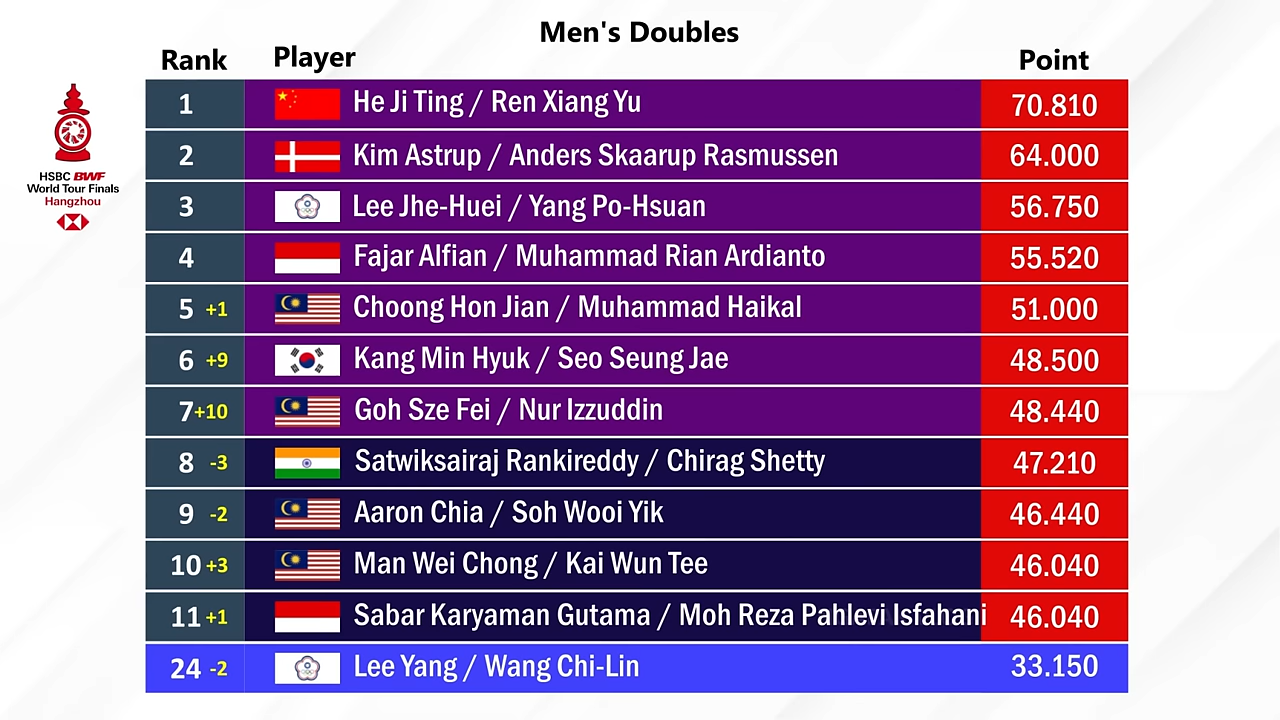 Men's Doubles
Rank Player Point
HSBC BWF
World Tour Finals
Hangzhou
1 He Ji Ting / Ren Xiang Yu 70.810
2 Kim Astrup / Anders Skaarup Rasmussen 64.000
3 Lee Jhe-Huei / Yang Po-Hsuan 56.750
4 Fajar Alfian / Muhammad Rian Ardianto 55.520
5 +1 Choong Hon Jian / Muhammad Haikal 51.000
6 +9 Kang Min Hyuk / Seo Seung Jae 48.500
7 +10 Goh Sze Fei / Nur Izzuddin 48.440
8 -3 Satwiksairaj Rankireddy / Chirag Shetty 47.210
9 -2 Aaron Chia / Soh Wooi Yik 46.440
10 +3 Man Wei Chong / Kai Wun Tee 46.040
11 +1 Sabar Karyaman Gutama / Moh Reza Pahlevi Isfahani 46.040
24 -2 Lee Yang / Wang Chi-Lin 33.150